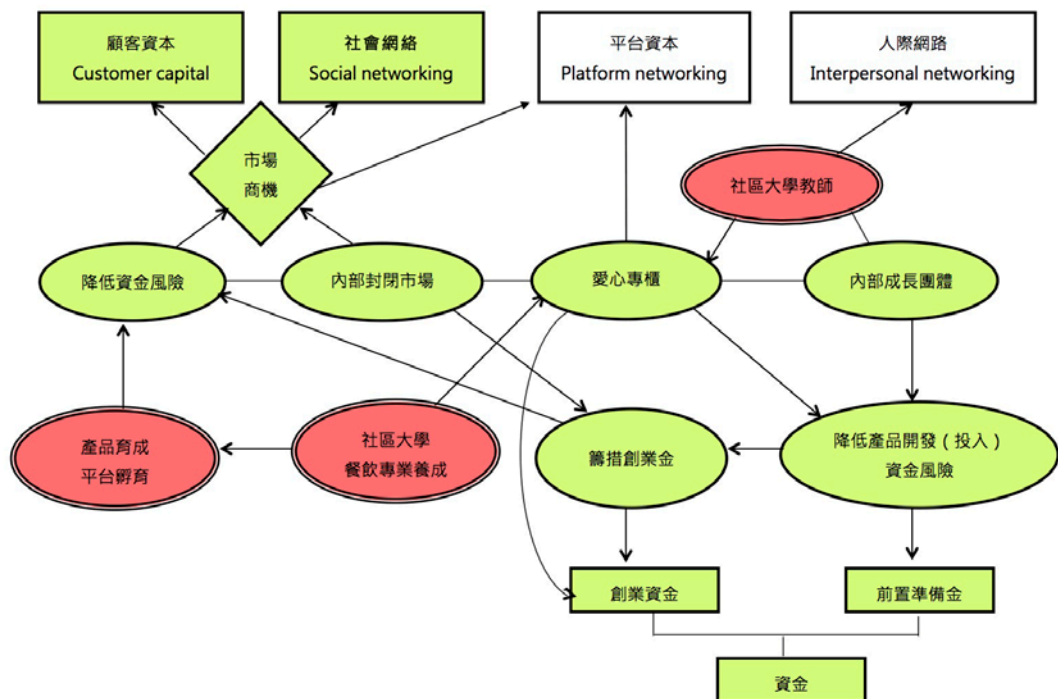 顧客資本
Customer capital
社會網絡
Social networking
平台資本
Platform networking
人際網路
Interpersonal networking
市場
商機
社區大學教師
降低資金風險
內部封閉市場
愛心專櫃
內部成長團體
產品育成
平台孵育
社區大學
餐飲專業養成
籌措創業金
降低產品開發（投入）
資金風險
創業資金
前置準備金
資金